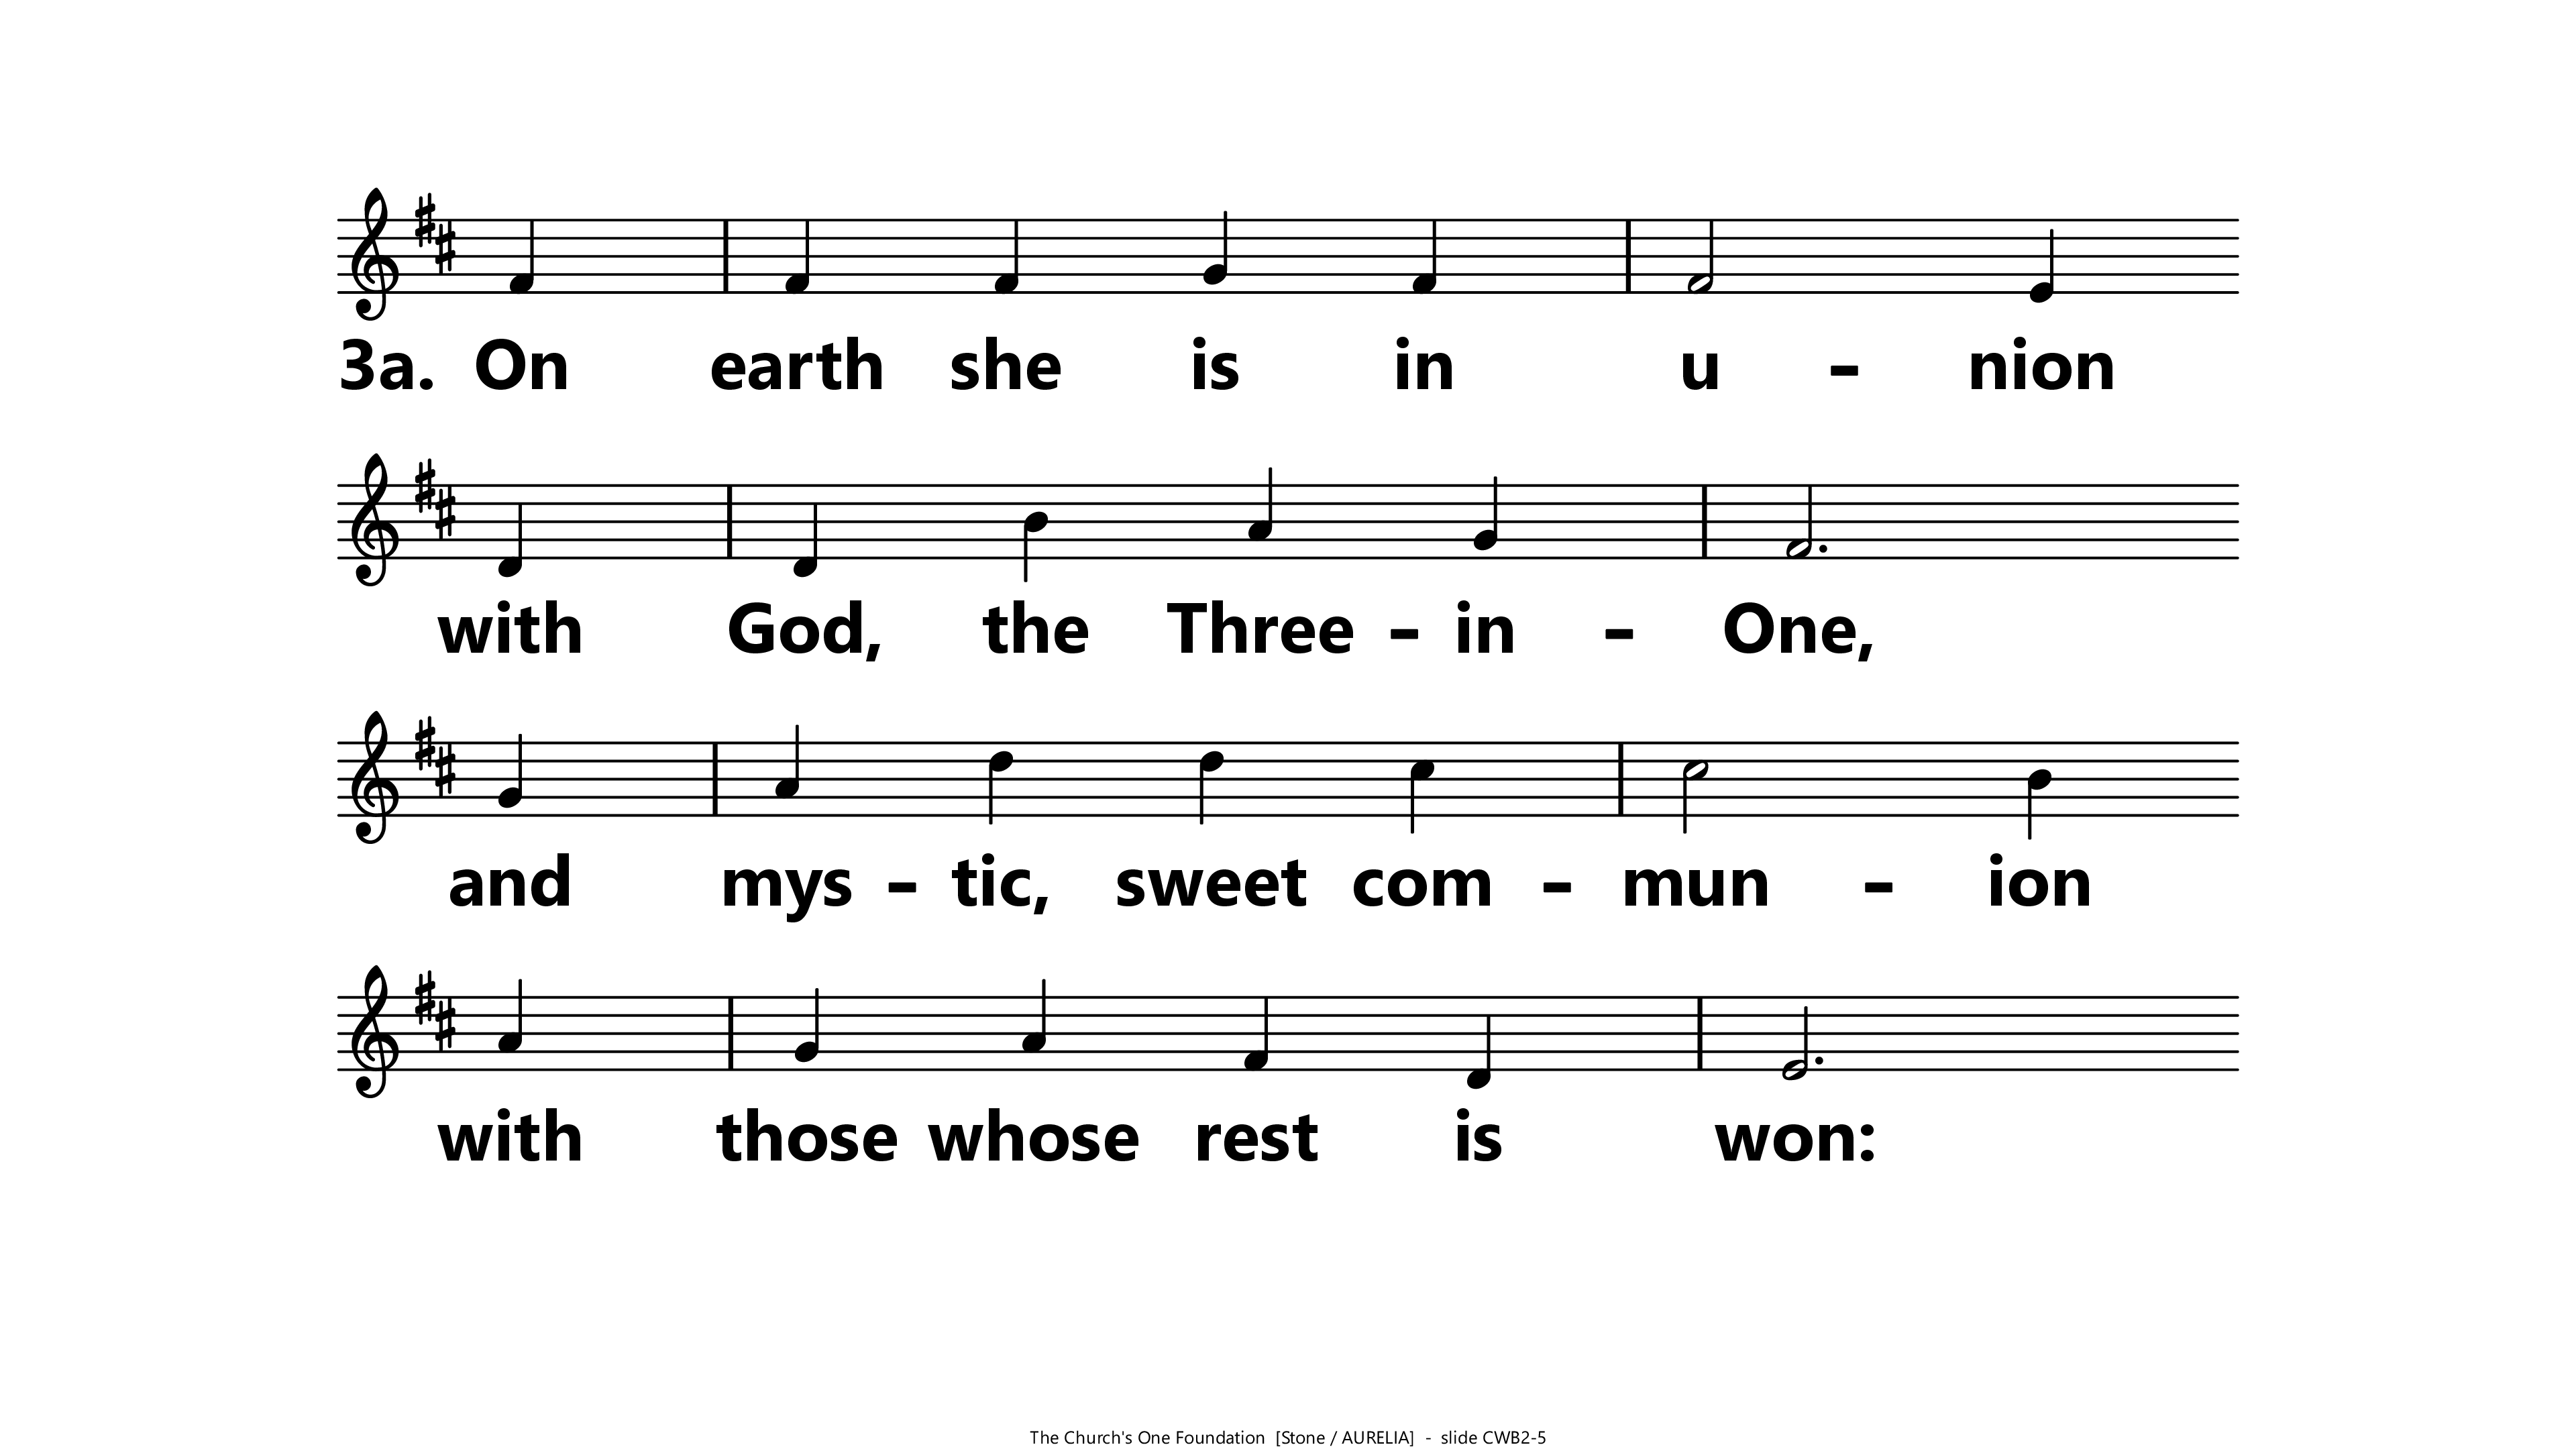 3a. On earth she is in u - nion
with God, the Three - in - One,
and mys - tic, sweet com - mun - ion
with those whose rest is won:
The Church's One Foundation [Stone / AURELIA] - slide CWB2-5